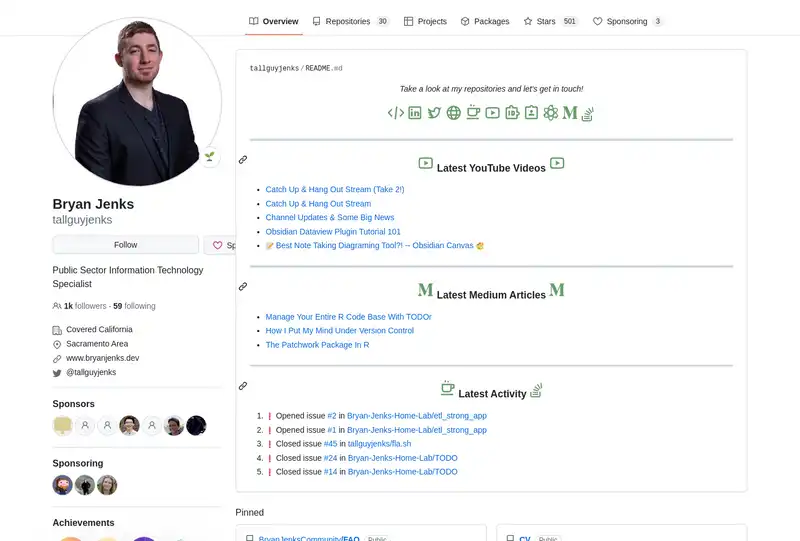 Overview
Repositories 30
Projects
Packages
Stars 501
Sponsoring 3
Bryan Jenks
tallguyjenks
Follow
Sp
Public Sector Information Technology
Specialist
1k followers · 59 following
Covered California
Sacramento Area
www.bryanjenks.dev
@tallguyjenks
Sponsors
Sponsoring
Achievements
tallguyjenks/README.md
Take a look at my repositories and let's get in touch!
Latest YouTube Videos
Catch Up & Hang Out Stream (Take 2!)
Catch Up & Hang Out Stream
Channel Updates & Some Big News
Obsidian Dataview Plugin Tutorial 101
Best Note Taking Diagraming Tool?! → Obsidian Canvas
M Latest Medium Articles M
Manage Your Entire R Code Base With TODOr
How I Put My Mind Under Version Control
The Patchwork Package In R
Latest Activity
1. ❗ Opened issue #2 in Bryan-Jenks-Home-Lab/etl_strong_app
2. ❗ Opened issue #1 in Bryan-Jenks-Home-Lab/etl_strong_app
3. ❗ Closed issue #45 in tallguyjenks/fla.sh
4. ❗ Closed issue #24 in Bryan-Jenks-Home-Lab/TODO
5. ❗ Closed issue #14 in Bryan-Jenks-Home-Lab/TODO
Pinned
BryanJenksCommunity/FAQ Public
CV Public